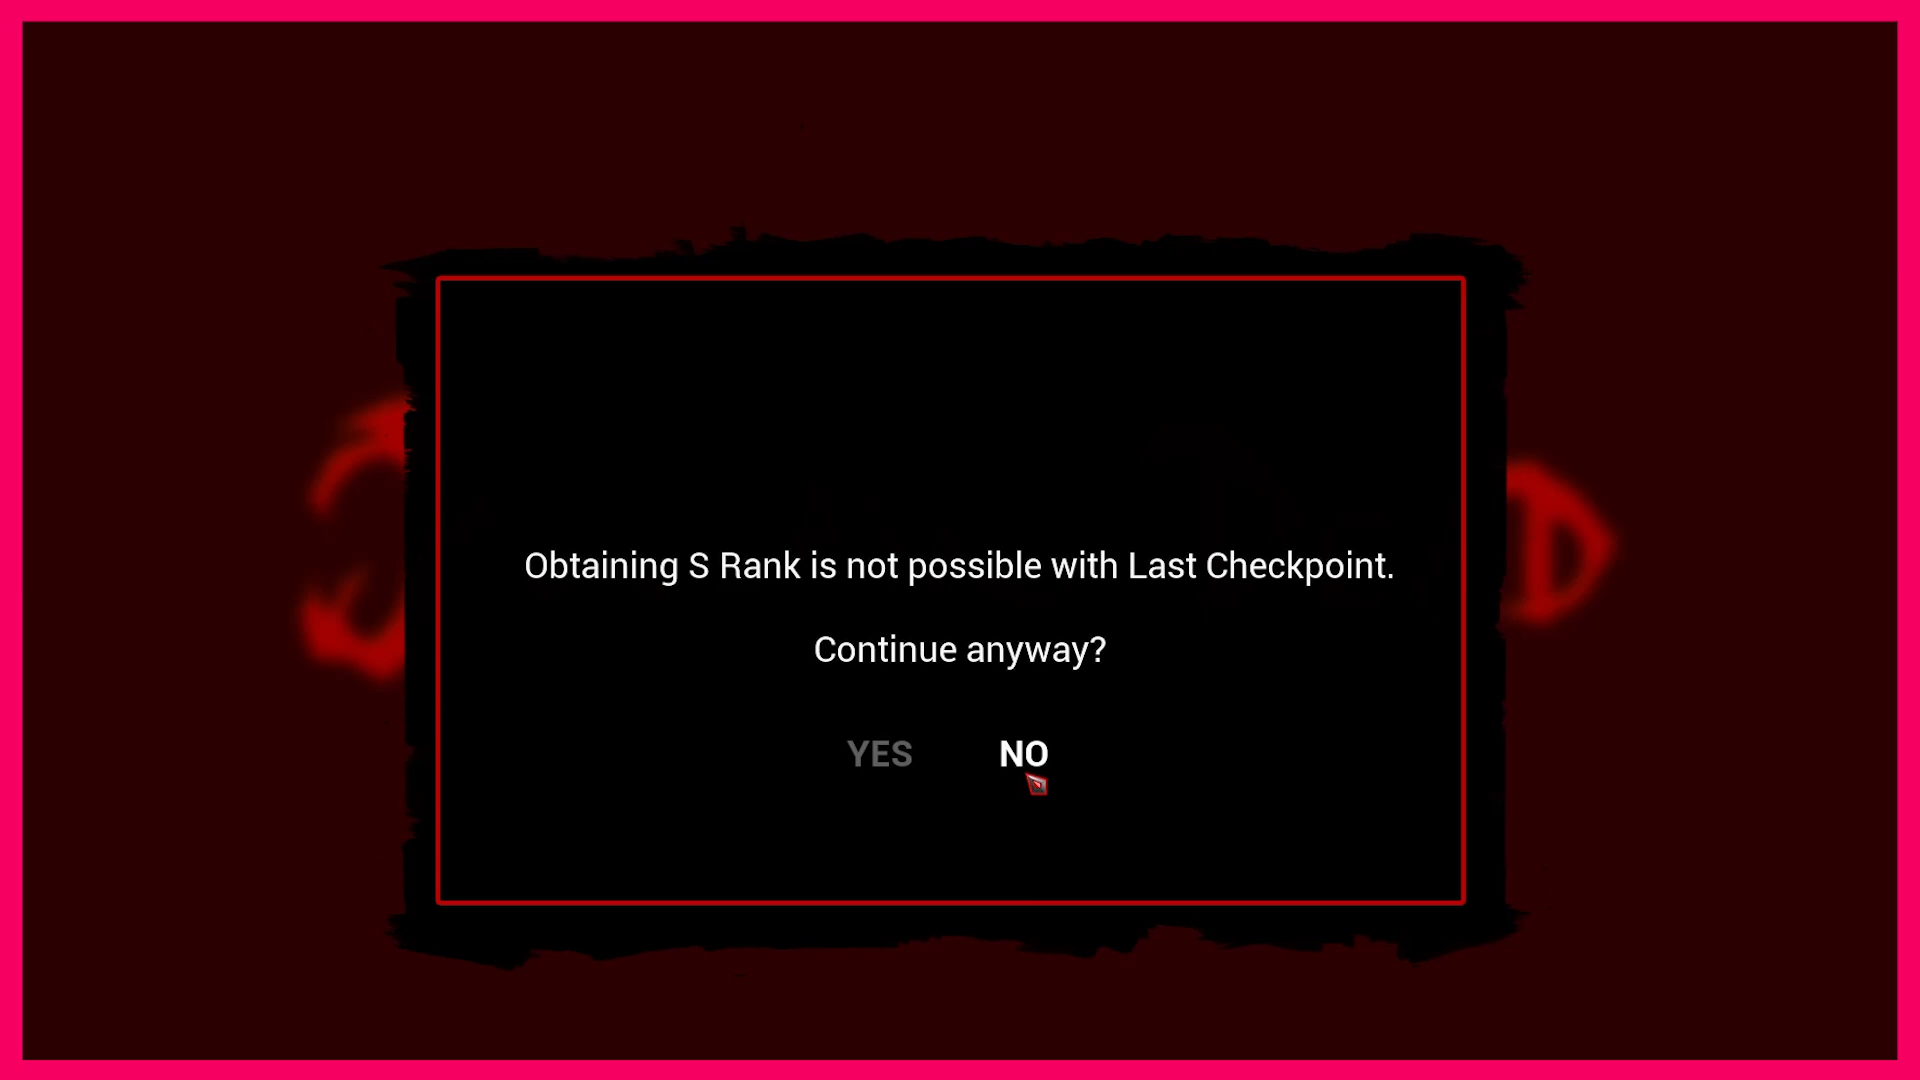 Obtaining S Rank is not possible with Last Checkpoint.
Continue anyway?
YES NO